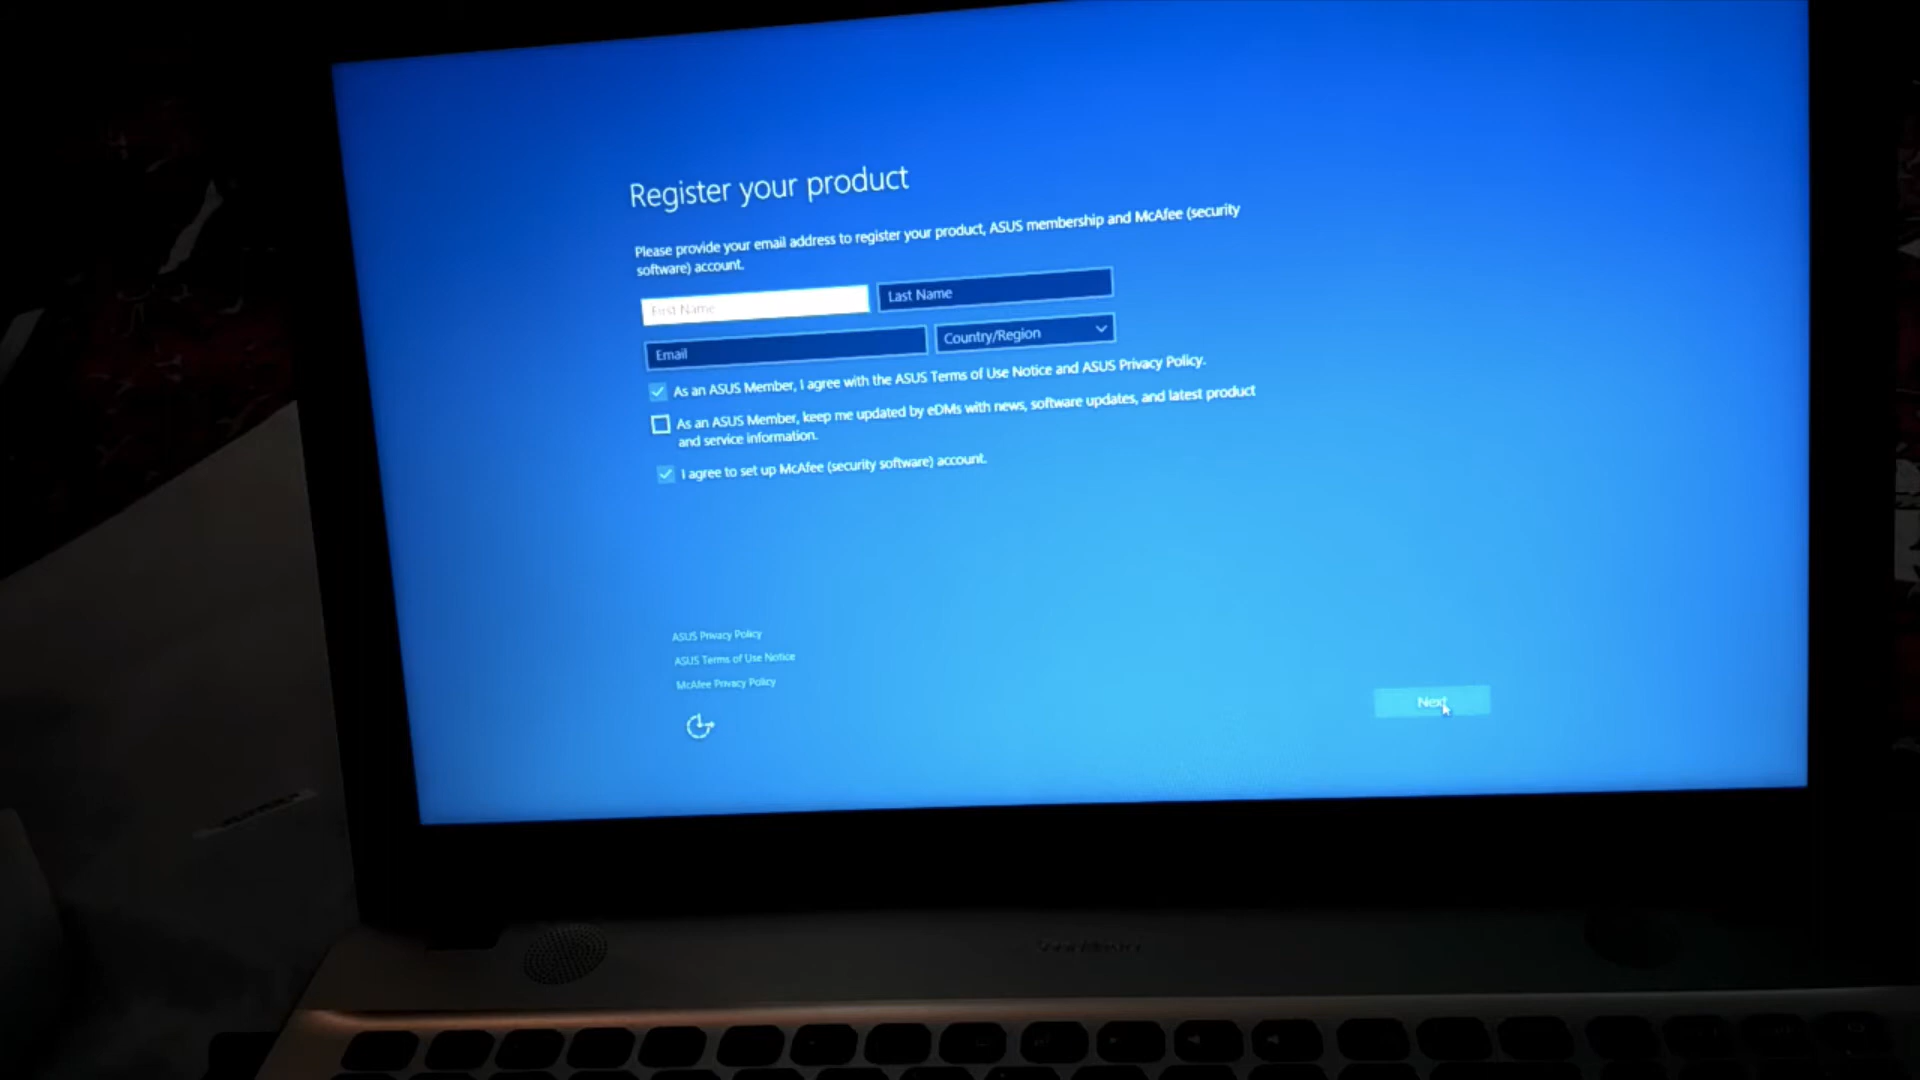 Register your product
Please provide your email address to register your product, ASUS membership and McAfee (security
software) account.
First Name
Last Name
Email
Country/Region
As an ASUS Member, I agree with the ASUS Terms of Use Notice and ASUS Privacy Policy.
As an ASUS Member, keep me updated by eDMs with news, software updates, and latest product
and service information.
I agree to set up McAfee (security software) account.
ASUS Privacy Policy
ASUS Terms of Use Notice
McAfee Privacy Policy
Next